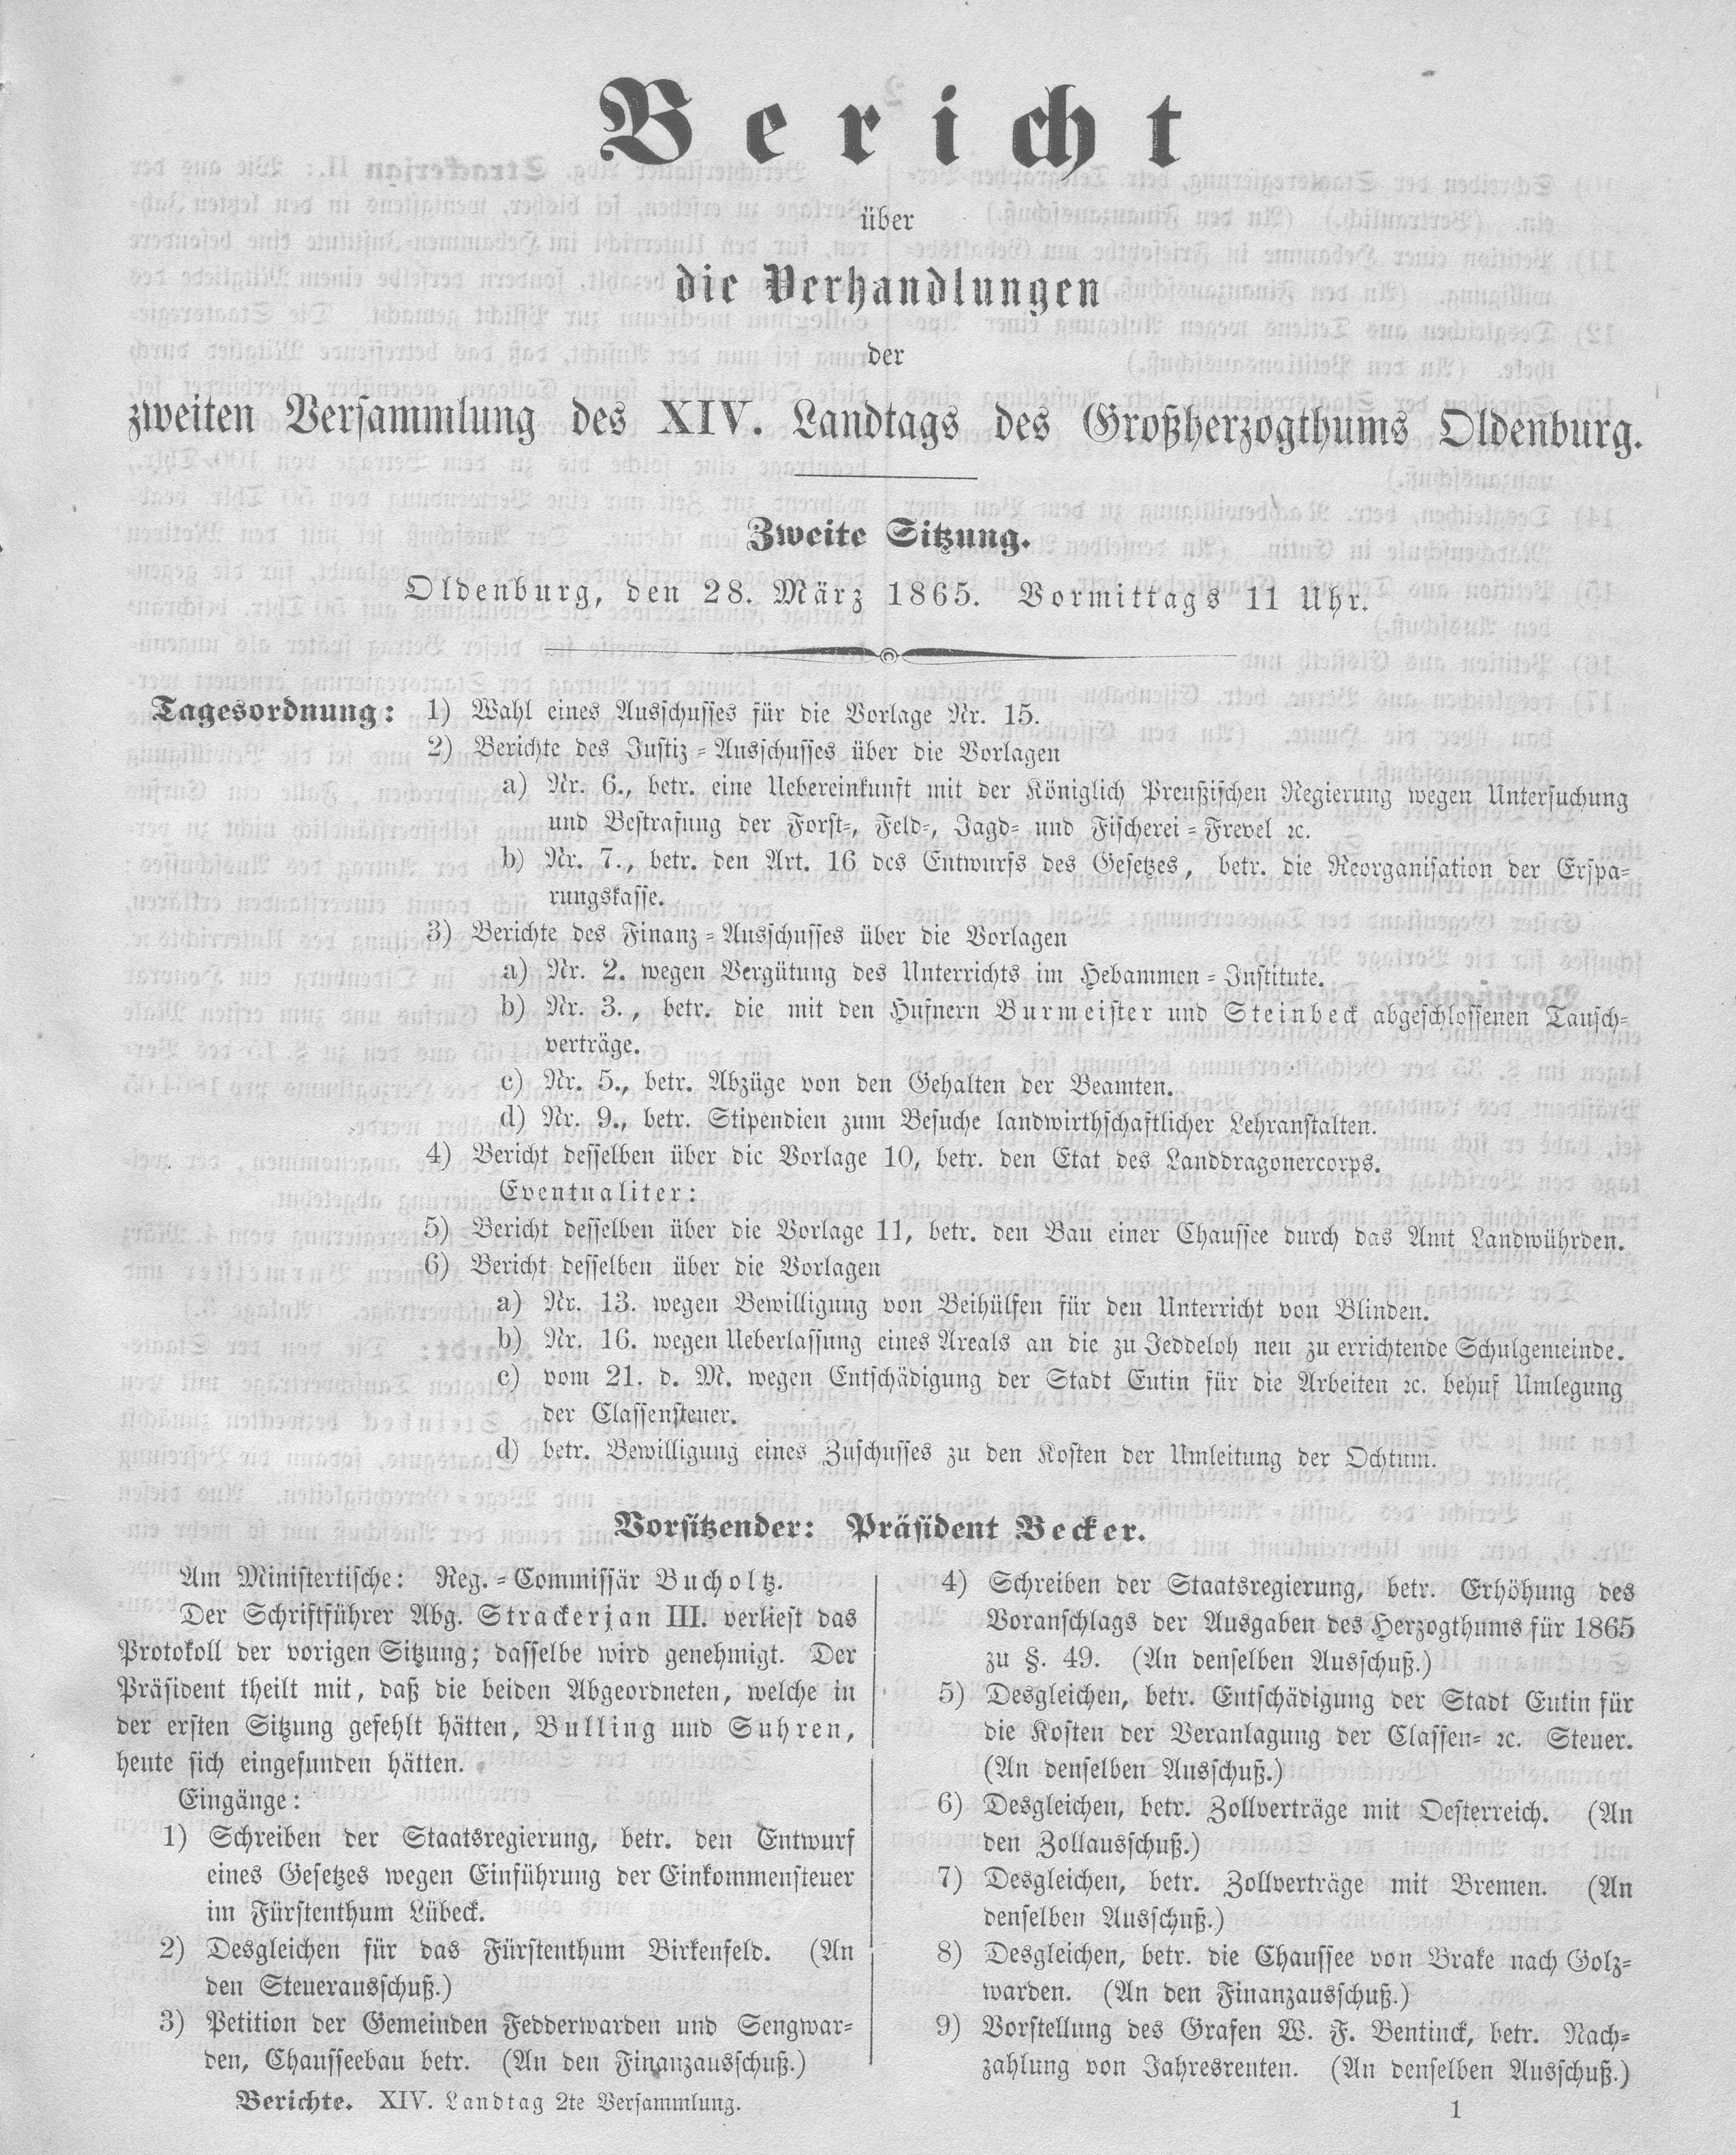 Bericht
über
die Verhandlungen
der
zweiten Versammlung des XIV. Landtags des Großherzogthums Oldenburg.
Zweite Sitzung.
Oldenburg, den 28. März 1865. Vormittags 11 Uhr.
Tagesordnung: 1) Wahl eines Ausschusses für die Vorlage Nr. 15.
2) Berichte des Justiz-Ausschusses über die Vorlagen
a) Nr. 6., betr. eine Uebereinkunft mit der Königlich Preußischen Regierung wegen Untersuchung
und Bestrafung der Forst-, Feld-, Jagd- und Fischerei-Frevel ꝛc.
b) Nr. 7., betr. den Art. 16 des Entwurfs des Gesetzes, betr. die Reorganisation der Erspa-
rungskasse.
3) Berichte des Finanz-Ausschusses über die Vorlagen
a) Nr. 2. wegen Vergütung des Unterrichts im Hebammen-Institute.
b) Nr. 3., betr. die mit den Hufnern Burmeister und Steinbeck abgeschlossenen Tausch-
verträge.
c) Nr. 5., betr. Abzüge von den Gehalten der Beamten.
d) Nr. 9., betr. Stipendien zum Besuche landwirthschaftlicher Lehranstalten.
4) Bericht desselben über die Vorlage 10, betr. den Etat des Landdragonercorps.
Eventualiter:
5) Bericht desselben über die Vorlage 11, betr. den Bau einer Chaussee durch das Amt Landwührden.
6) Bericht desselben über die Vorlagen
a) Nr. 13. wegen Bewilligung von Beihülfen für den Unterricht von Blinden.
b) Nr. 16. wegen Ueberlassung eines Areals an die zu Jeddeloh neu zu errichtende Schulgemeinde.
c) vom 21. d. M. wegen Entschädigung der Stadt Eutin für die Arbeiten ꝛc. behuf Umlegung
der Classensteuer.
d) betr. Bewilligung eines Zuschusses zu den Kosten der Umleitung der Ochtum.
Vorsitzender: Präsident Becker.
Am Ministertische: Reg.-Commissär Bucholtz.
Der Schriftführer Abg. Strackerjan III. verliest das
Protokoll der vorigen Sitzung; dasselbe wird genehmigt. Der
Präsident theilt mit, daß die beiden Abgeordneten, welche in
der ersten Sitzung gefehlt hätten, Bulling und Suhren,
heute sich eingefunden hätten.
Eingänge:
1) Schreiben der Staatsregierung, betr. den Entwurf
eines Gesetzes wegen Einführung der Einkommensteuer
im Fürstenthum Lübeck.
2) Desgleichen für das Fürstenthum Birkenfeld. (An
den Steuerausschuß.)
3) Petition der Gemeinden Fedderwarden und Sengwar-
den, Chausseebau betr. (An den Finanzausschuß.)
4) Schreiben der Staatsregierung, betr. Erhöhung des
Voranschlags der Ausgaben des Herzogthums für 1865
zu §. 49. (An denselben Ausschuß.)
5) Desgleichen, betr. Entschädigung der Stadt Eutin für
die Kosten der Veranlagung der Classen- ꝛc. Steuer.
(An denselben Ausschuß.)
6) Desgleichen, betr. Zollverträge mit Oesterreich. (An
den Zollausschuß.)
7) Desgleichen, betr. Zollverträge mit Bremen. (An
denselben Ausschuß.)
8) Desgleichen, betr. die Chaussee von Brake nach Golz-
warden. (An den Finanzausschuß.)
9) Vorstellung des Grafen W. F. Bentinck, betr. Nach-
zahlung von Jahresrenten. (An denselben Ausschuß.)
Berichte. XIV. Landtag 2te Versammlung.
1